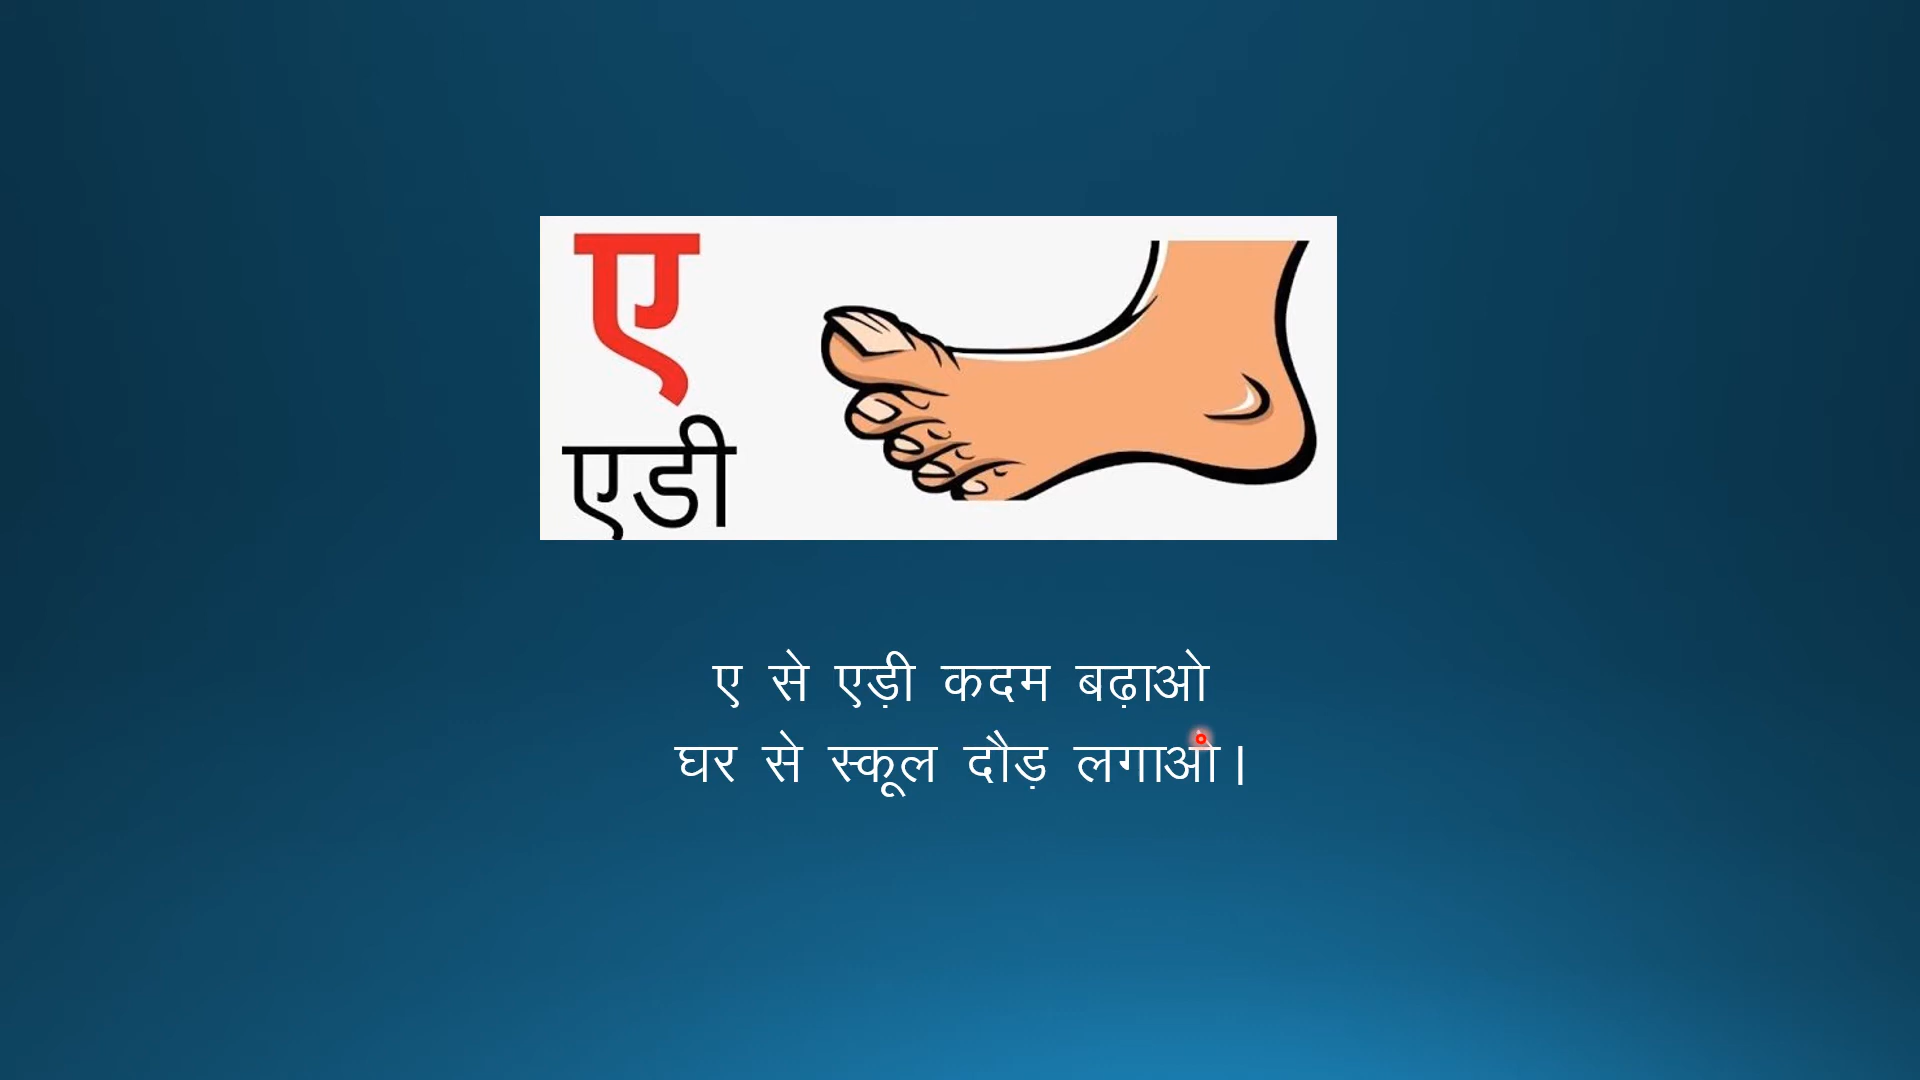 ए
एडी
ए से एड़ी कदम बढ़ाओ
घर से स्कूल दौड़ लगाओ।